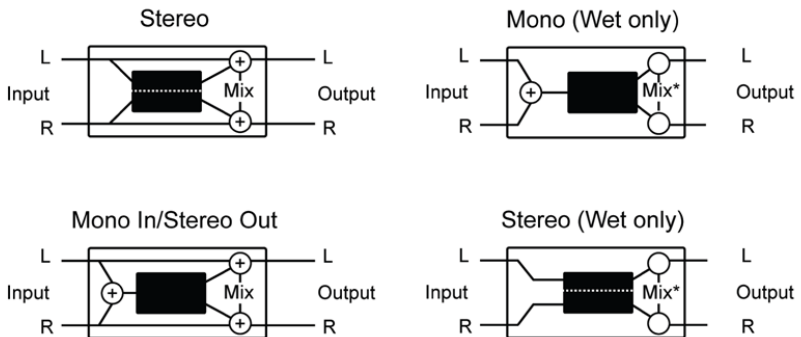 Stereo
L
L
Input
Mix
Output
R
R
Mono (Wet only)
L
L
Input
Mix*
Output
R
R
Mono In/Stereo Out
L
L
Input
Mix
Output
R
R
Stereo (Wet only)
L
L
Input
Mix*
Output
R
R